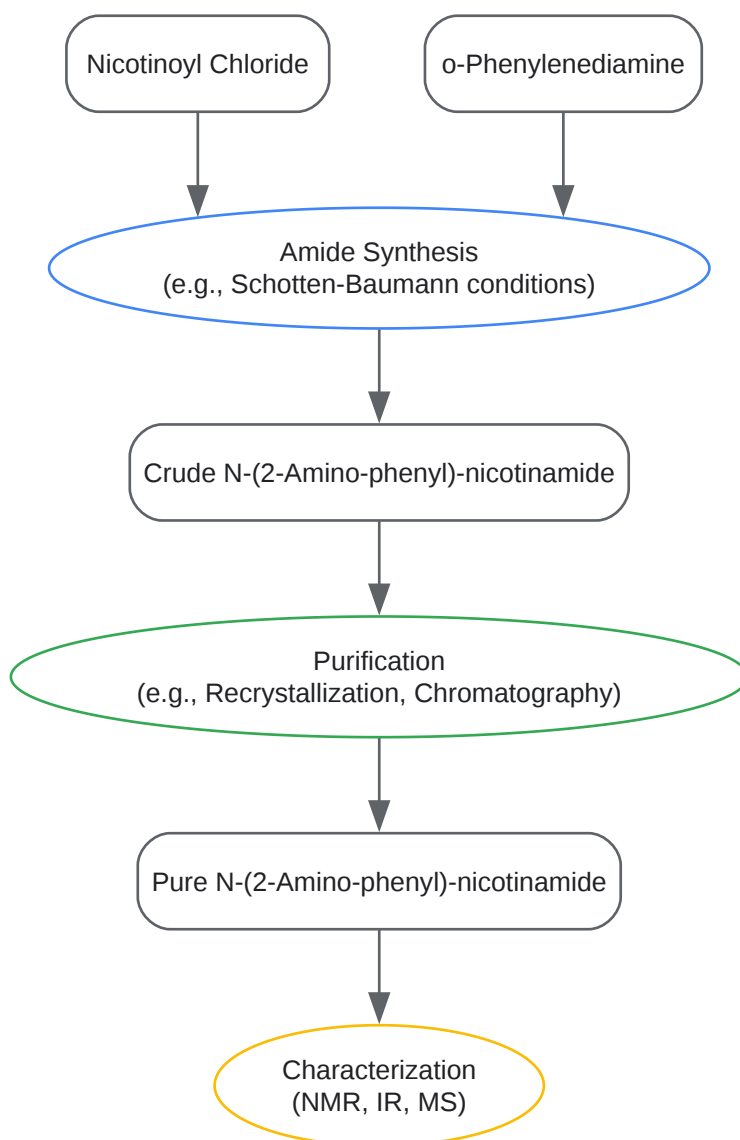 Nicotinoyl Chloride
o-Phenylenediamine
Amide Synthesis
(e.g., Schotten-Baumann conditions)
Crude N-(2-Amino-phenyl)-nicotinamide
Purification
(e.g., Recrystallization, Chromatography)
Pure N-(2-Amino-phenyl)-nicotinamide
Characterization
(NMR, IR, MS)